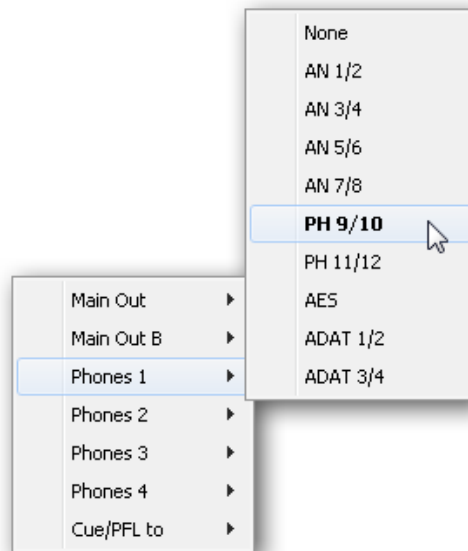 None
AN 1/2
AN 3/4
AN 5/6
AN 7/8
PH 9/10
PH 11/12
AES
ADAT 1/2
ADAT 3/4
Main Out
Main Out B
Phones 1
Phones 2
Phones 3
Phones 4
Cue/PFL to